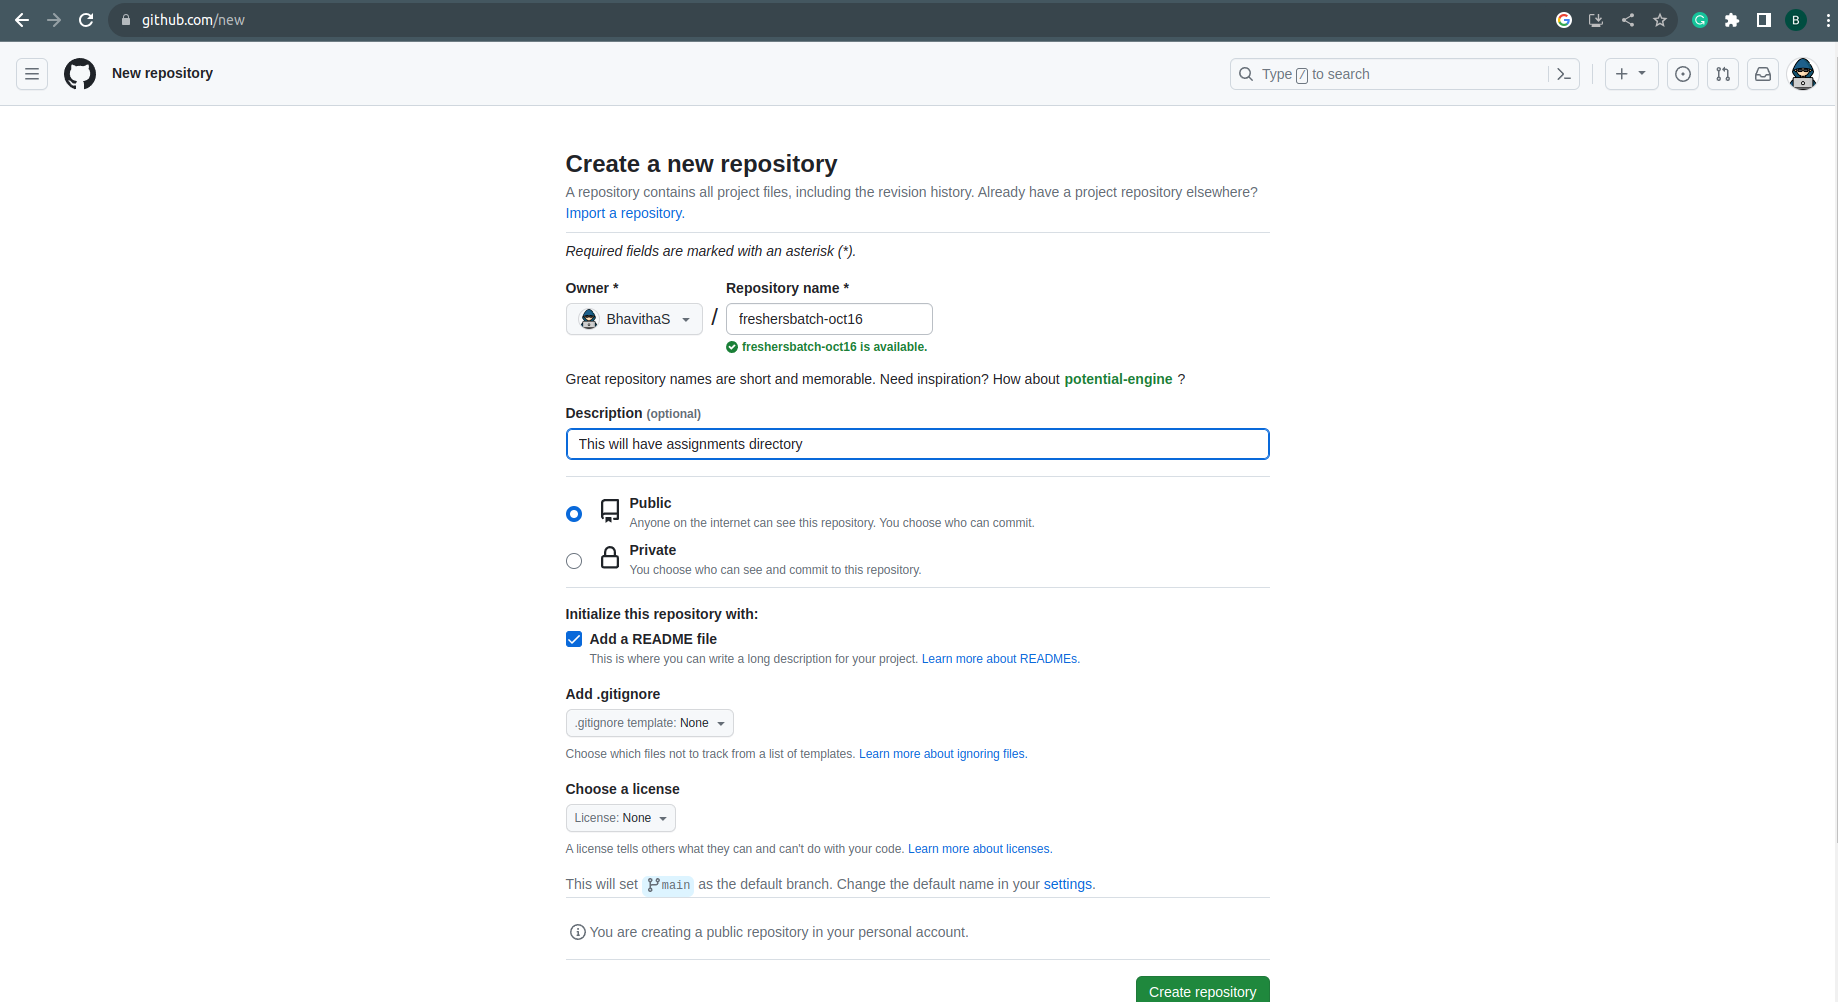 github.com/new
B
New repository
Type / to search
Create a new repository
A repository contains all project files, including the revision history. Already have a project repository elsewhere?
Import a repository.
Required fields are marked with an asterisk (*).
Owner * Repository name *
BhavithaS / freshersbatch-oct16
freshersbatch-oct16 is available.
Great repository names are short and memorable. Need inspiration? How about potential-engine ?
Description (optional)
This will have assignments directory
Public
Anyone on the internet can see this repository. You choose who can commit.
Private
You choose who can see and commit to this repository.
Initialize this repository with:
Add a README file
This is where you can write a long description for your project. Learn more about READMEs.
Add .gitignore
.gitignore template: None
Choose which files not to track from a list of templates. Learn more about ignoring files.
Choose a license
License: None
A license tells others what they can and can't do with your code. Learn more about licenses.
This will set main as the default branch. Change the default name in your settings.
You are creating a public repository in your personal account.
Create repository